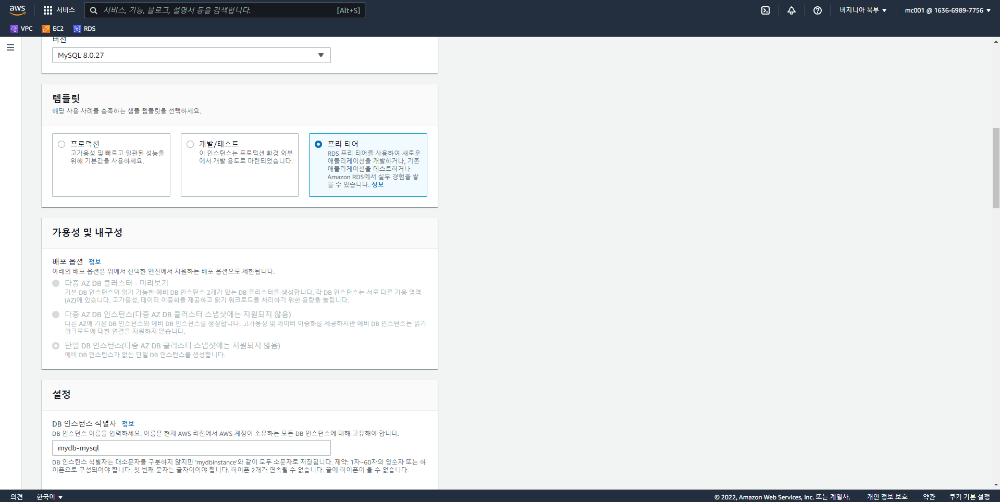 aws
서비스
서비스, 기능, 블로그, 설명서 등을 검색합니다.
[Alt+S]
버지니아 북부
mc001 @ 1636-6989-7756
VPC
EC2
RDS
버전
MySQL 8.0.27
템플릿
해당 사용 사례를 충족하는 샘플 템플릿을 선택하세요.
프로덕션
고가용성 및 빠르고 일관된 성능을
위해 기본값을 사용하세요.
개발/테스트
이 인스턴스는 프로덕션 환경 외부
에서 개발 용도로 마련되었습니다.
프리 티어
RDS 프리 티어를 사용하여 새로운
애플리케이션을 개발하거나, 기존
애플리케이션을 테스트하거나
Amazon RDS에서 실무 경험을 쌓
을 수 있습니다. 정보
가용성 및 내구성
배포 옵션 정보
아래의 배포 옵션은 위에서 선택한 엔진에서 지원하는 배포 옵션으로 제한됩니다.
다중 AZ DB 클러스터 - 미리보기
기본 DB 인스턴스와 읽기 가능한 예비 DB 인스턴스 2개가 있는 DB 클러스터를 생성합니다. 각 DB 인스턴스는 서로 다른 가용 영역
(AZ)에 있습니다. 고가용성, 데이터 이중화를 제공하고 읽기 워크로드를 처리하기 위한 용량을 늘립니다.
다중 AZ DB 인스턴스(다중 AZ DB 클러스터 스냅샷에는 지원되지 않음)
다른 AZ에 기본 DB 인스턴스와 예비 DB 인스턴스를 생성합니다. 고가용성 및 데이터 이중화를 제공하지만 예비 DB 인스턴스는 읽기
워크로드에 대한 연결을 지원하지 않습니다.
단일 DB 인스턴스(다중 AZ DB 클러스터 스냅샷에는 지원되지 않음)
예비 DB 인스턴스가 없는 단일 DB 인스턴스를 생성합니다.
설정
DB 인스턴스 식별자 정보
DB 인스턴스 이름을 입력하세요. 이름은 현재 AWS 리전에서 AWS 계정이 소유하는 모든 DB 인스턴스에 대해 고유해야 합니다.
mydb-mysql
DB 인스턴스 식별자는 대소문자를 구분하지 않지만 'mydbinstance'와 같이 모두 소문자로 저장됩니다. 제약: 1자~60자의 영숫자 또는 하
이픈으로 구성되어야 합니다. 첫 번째 문자는 글자이어야 합니다. 하이픈 2개가 연속될 수 없습니다. 끝에 하이픈이 올 수 없습니다.
의견
한국어
© 2022, Amazon Web Services, Inc. 또는 계열사.
개인 정보 보호
약관
쿠키 기본 설정